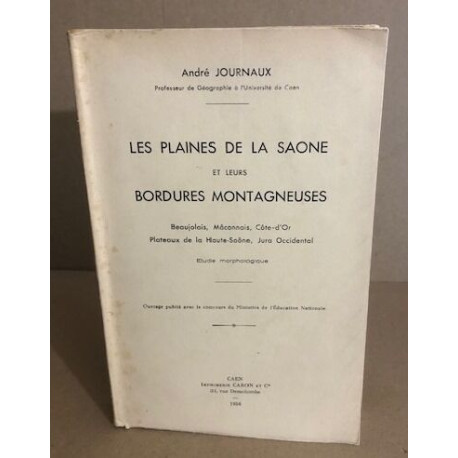 André JOURNAUX
Professeur de Géographie à l'Université de Caen
LES PLAINES DE LA SAONE
ET LEURS
BORDURES MONTAGNEUSES
Beaujolais, Mâconnais, Côte-d'Or
Plateaux de la Haute-Saône, Jura Occidental
Etude morphologique
Ouvrage publié avec le concours du Ministère de l'Education Nationale
CAEN
Imprimerie CARON et Cie
rue